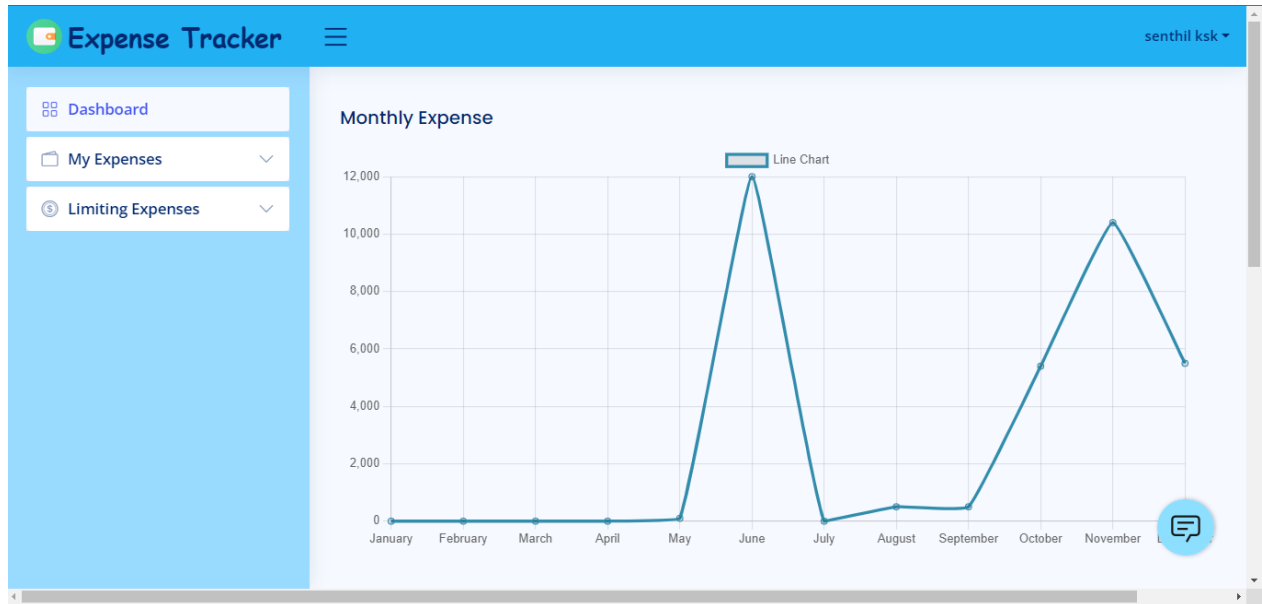 Expense Tracker
senthil ksk
Dashboard
My Expenses
Limiting Expenses
Monthly Expense
Line Chart
12,000
10,000
8,000
6,000
4,000
2,000
0
January February March April May June July August September October November